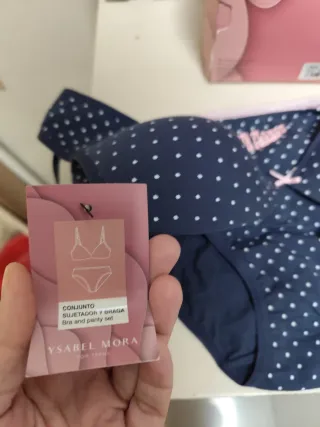 CONJUNTO
SUJETADOR Y BRAGA
Bra and panty set
YSABEL MORA